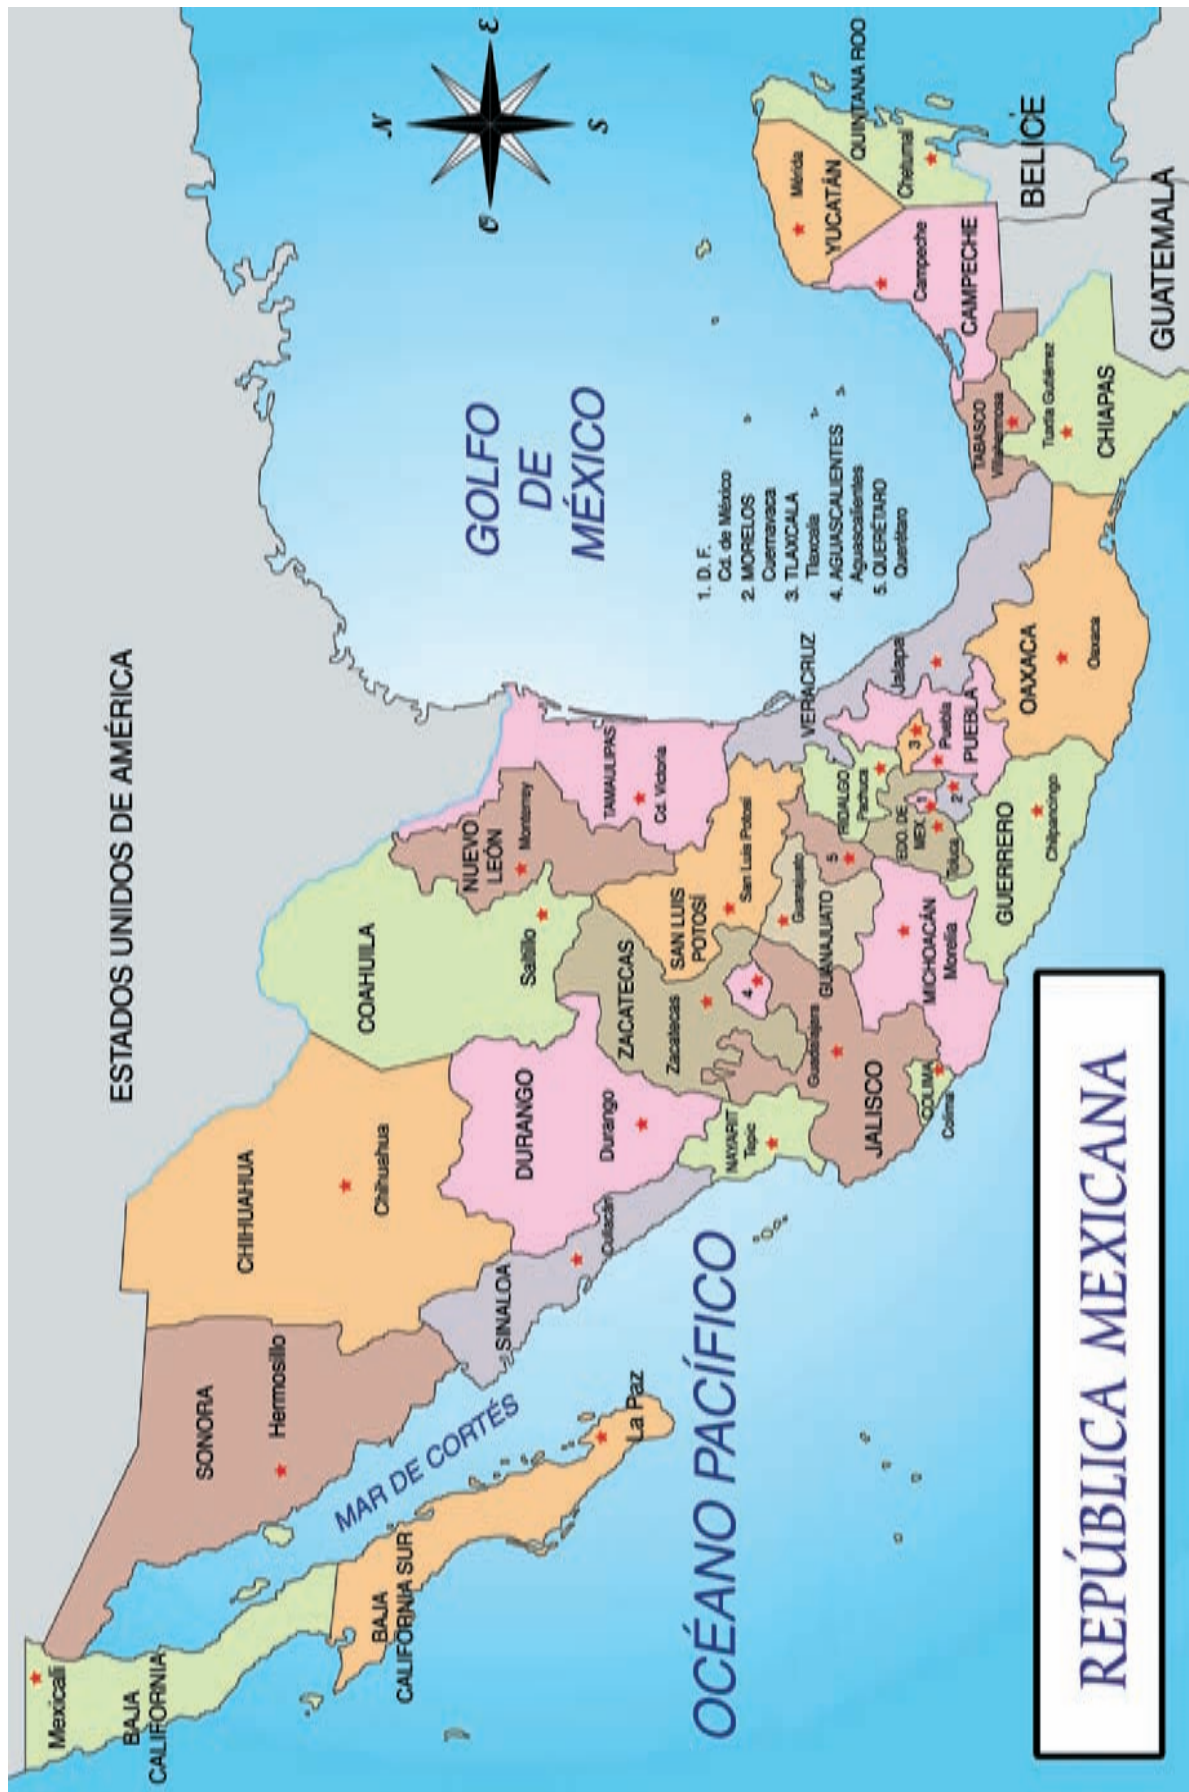 ESTADOS UNIDOS DE AMÉRICA
N
O
E
S
Mexicali
BAJA
CALIFORNIA
SONORA
Hermosillo
CHIHUAHUA
Chihuahua
COAHUILA
Saltillo
NUEVO
LEÓN
Monterrey
TAMAULIPAS
Cd. Victoria
BAJA
CALIFORNIA SUR
La Paz
MAR DE CORTÉS
SINALOA
Culiacán
DURANGO
Durango
ZACATECAS
Zacatecas
SAN LUIS
POTOSÍ
San Luis Potosí
GOLFO
DE
MÉXICO
1. D. F.
Cd. de México
2. MORELOS
Cuernavaca
3. TLAXCALA
Tlaxcala
4. AGUASCALIENTES
Aguascalientes
5. QUERÉTARO
Querétaro
NAYARIT
Tepic
4
JALISCO
Guadalajara
GUANAJUATO
Guanajuato
5
HIDALGO
Pachuca
VERACRUZ
Jalapa
COLIMA
Colima
MICHOACÁN
Morelia
EDO. DE
MEX.
Toluca
1
2
3
Puebla
PUEBLA
GUERRERO
Chilpancingo
OAXACA
Oaxaca
TABASCO
Villahermosa
Tuxtla Gutiérrez
CHIAPAS
Campeche
CAMPECHE
Mérida
YUCATÁN
QUINTANA ROO
Chetumal
BELICE
GUATEMALA
OCÉANO PACÍFICO
REPÚBLICA MEXICANA